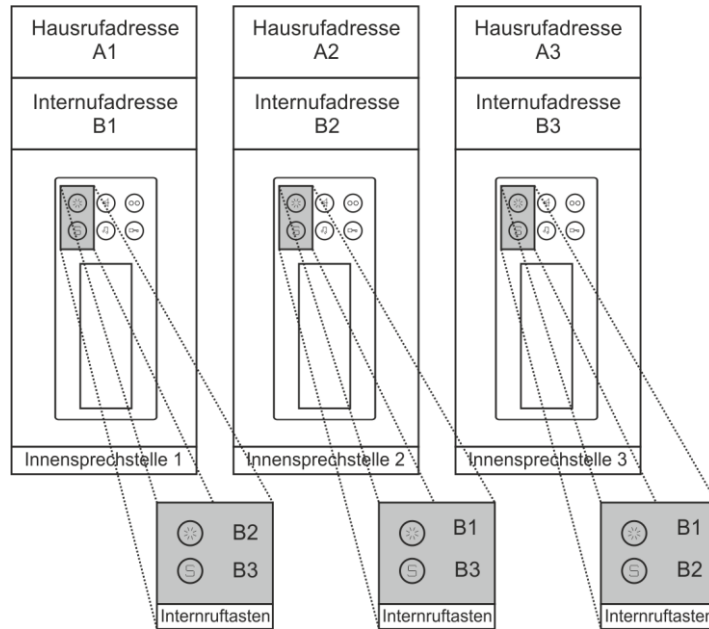 Hausrufadresse
A1
Internufadresse
B1
Innensprechstelle 1
Hausrufadresse
A2
Internufadresse
B2
Innensprechstelle 2
Hausrufadresse
A3
Internufadresse
B3
Innensprechstelle 3
B2
S B3
Internruftasten
B1
S B3
Internruftasten
B1
S B2
Internruftasten